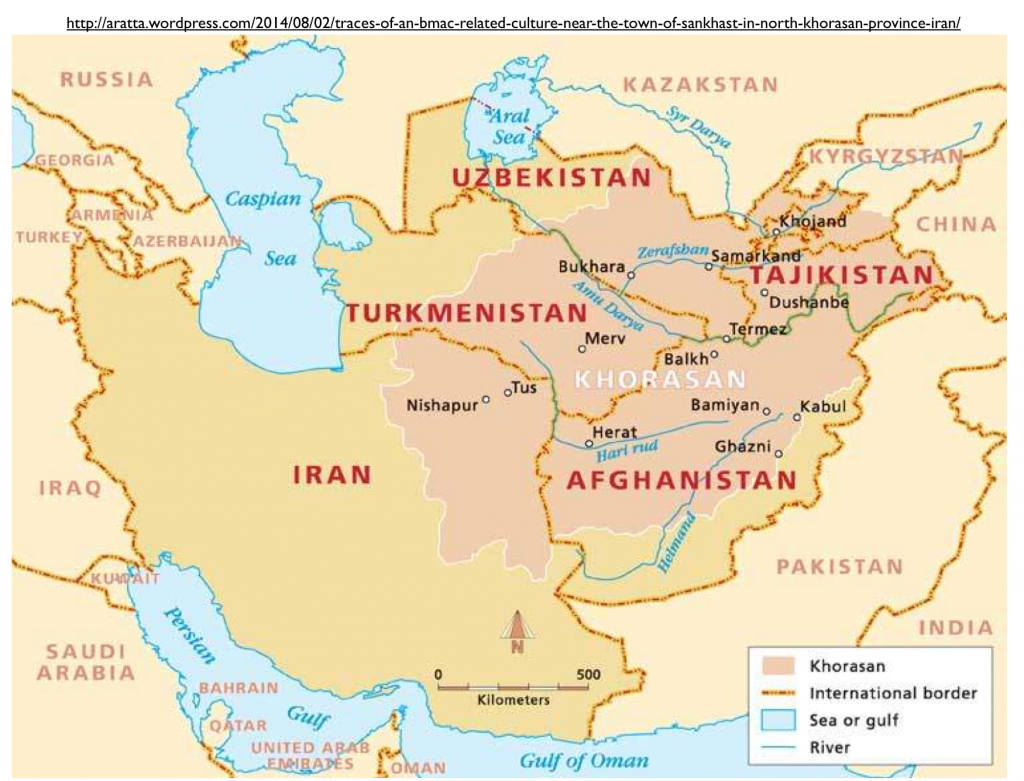 http://aratta.wordpress.com/2014/08/02/traces-of-an-bmac-related-culture-near-the-town-of-sankhast-in-north-khorasan-province-iran/
RUSSIA
KAZAKSTAN
Aral
Sea
Syr Darya
GEORGIA
KYRGYZSTAN
UZBEKISTAN
Caspian
Sea
ARMENIA
TURKEY
AZERBAIJAN
Khojand
CHINA
Zerafshan
Samarkand
Bukhara
TAJIKISTAN
Dushanbe
Amu Darya
TURKMENISTAN
Termez
Merv
Balkh
KHORASAN
Tus
Nishapur
Bamiyan
Kabul
Herat
Hari rud
Ghazni
IRAN
AFGHANISTAN
IRAQ
Helmand
KUWAIT
PAKISTAN
Persian
Gulf
INDIA
SAUDI
ARABIA
N
BAHRAIN
QATAR
UNITED ARAB
EMIRATES
OMAN
Gulf of Oman
0 500
Kilometers
Khorasan
International border
Sea or gulf
River